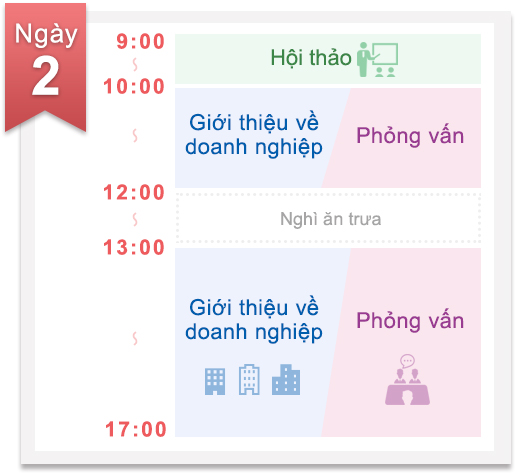 Ngày
2
9:00
Hội thảo
10:00
Giới thiệu về
doanh nghiệp
Phỏng vấn
12:00
Nghì ăn trưa
13:00
Giới thiệu về
doanh nghiệp
Phỏng vấn
17:00